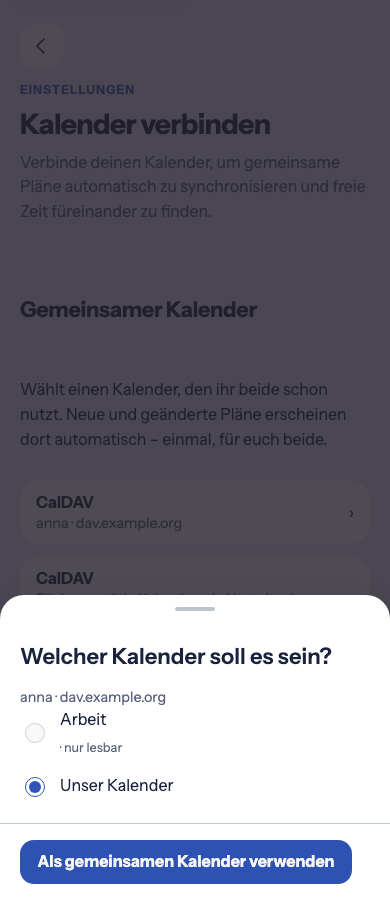 EINSTELLUNGEN
Kalender verbinden
Verbinde deinen Kalender, um gemeinsame
Pläne automatisch zu synchronisieren und freie
Zeit füreinander zu finden.
Gemeinsamer Kalender
Wählt einen Kalender, den ihr beide schon
nutzt. Neue und geänderte Pläne erscheinen
dort automatisch – einmal, für euch beide.
CalDAV
anna · dav.example.org
›
CalDAV
Welcher Kalender soll es sein?
anna · dav.example.org
Arbeit
· nur lesbar
Unser Kalender
Als gemeinsamen Kalender verwenden